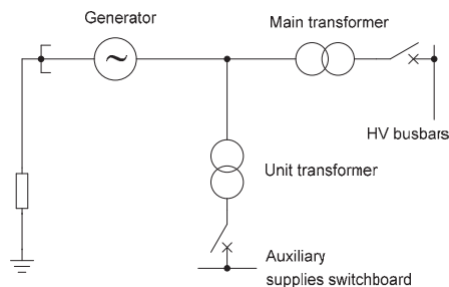 Generator
Main transformer
HV busbars
Unit transformer
Auxiliary
supplies switchboard